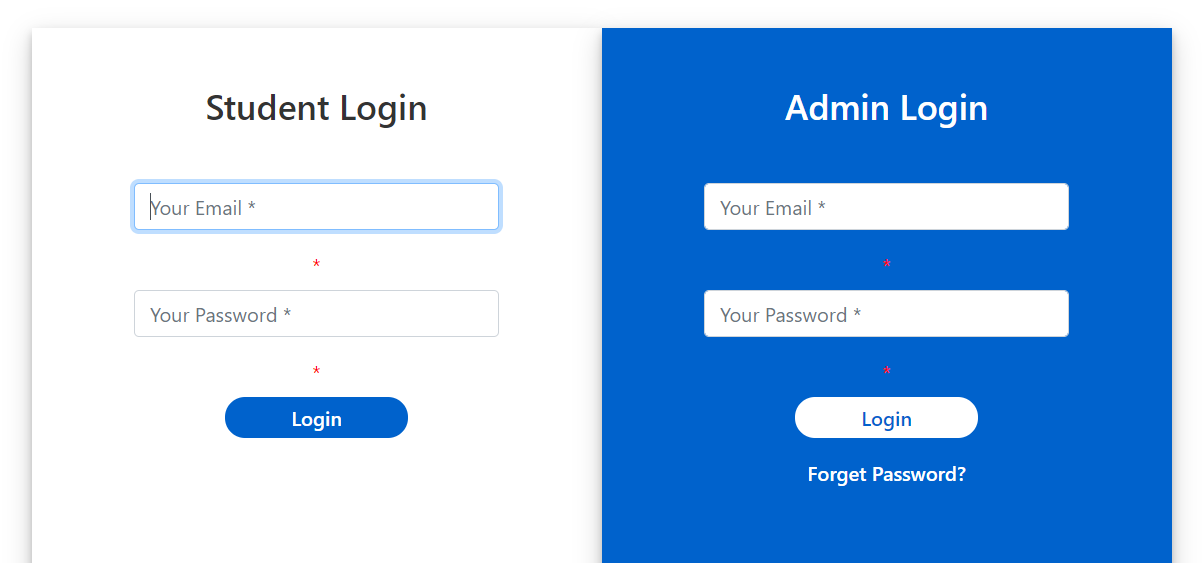 Student Login
Your Email *
*
Your Password *
*
Login
Admin Login
Your Email *
*
Your Password *
*
Login
Forget Password?